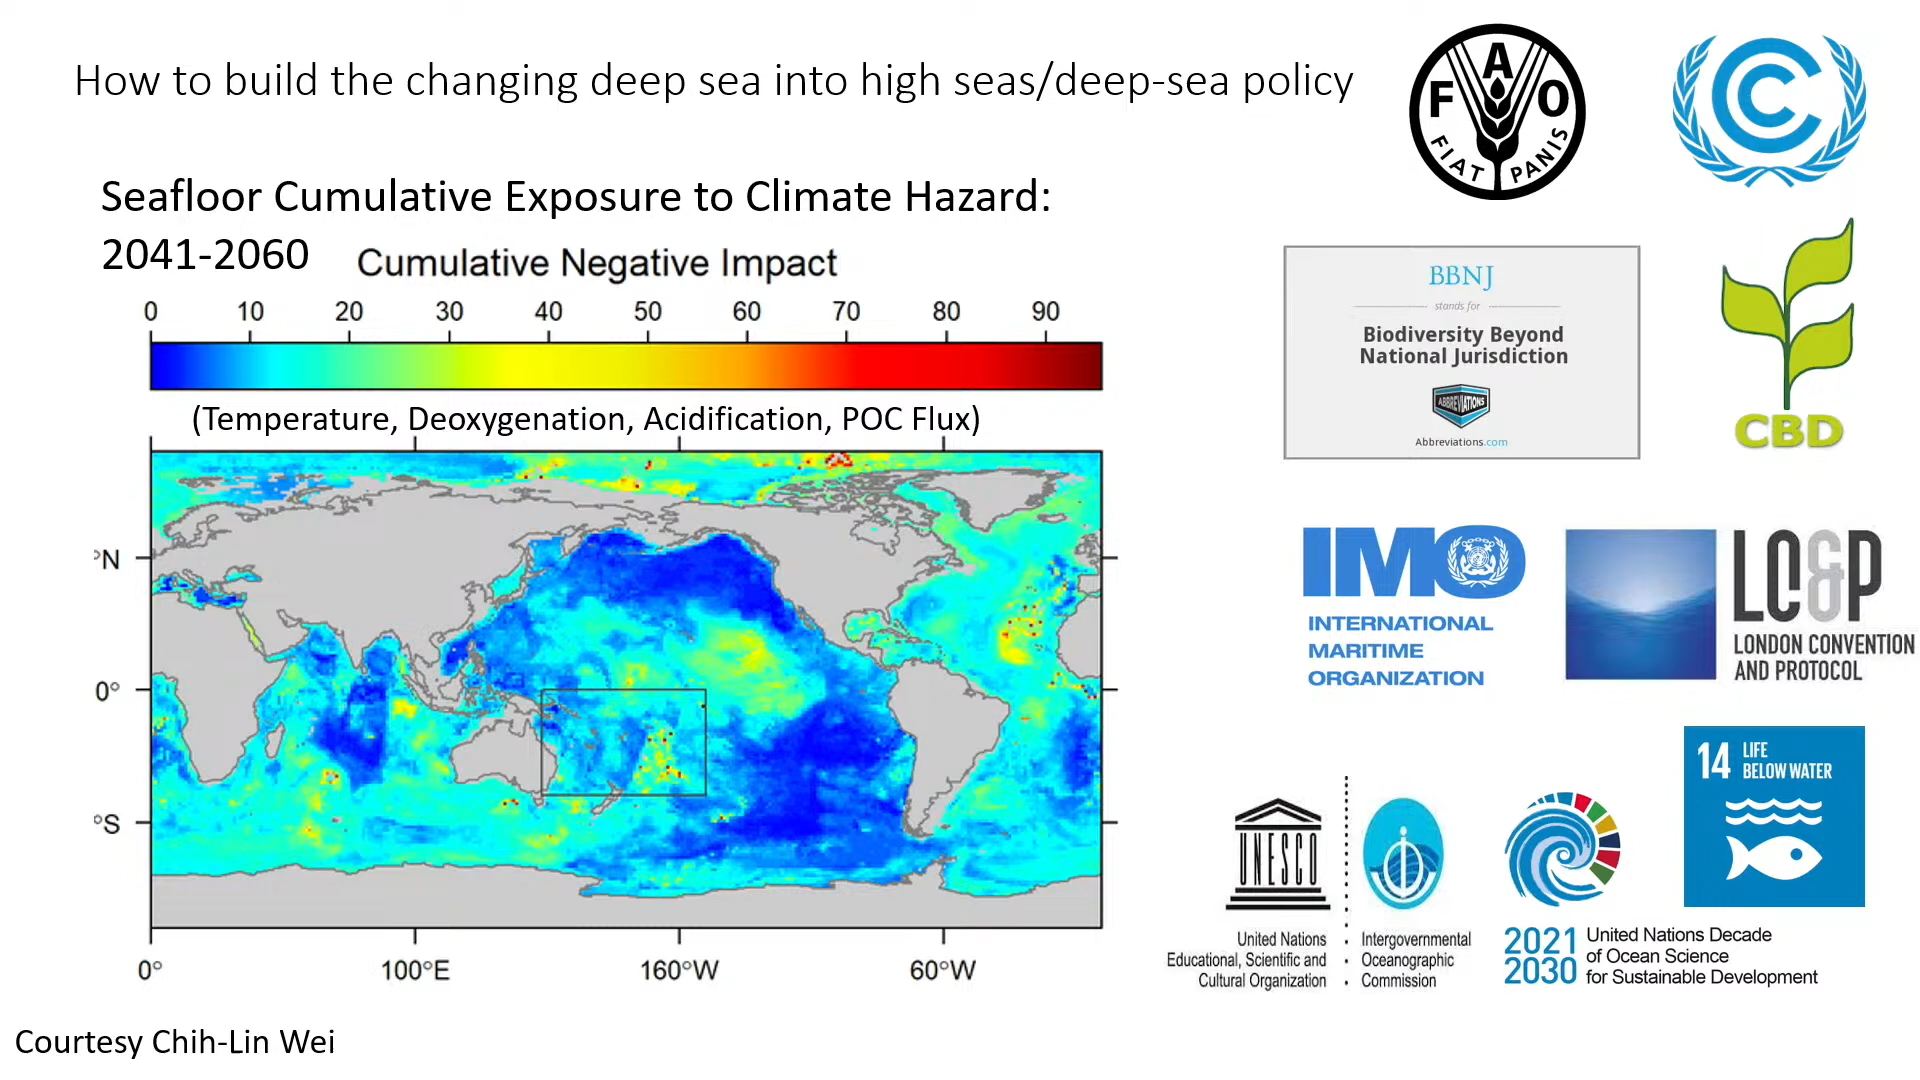 How to build the changing deep sea into high seas/deep-sea policy
Seafloor Cumulative Exposure to Climate Hazard:
2041-2060
Cumulative Negative Impact
0 10 20 30 40 50 60 70 80 90
(Temperature, Deoxygenation, Acidification, POC Flux)
°N
0°
°S
0° 100°E 160°W 60°W
Courtesy Chih-Lin Wei
F A O
FIAT PANIS
BBNJ
stands for
Biodiversity Beyond
National Jurisdiction
ABBREVIATIONS
Abbreviations.com
CBD
IMO
INTERNATIONAL
MARITIME
ORGANIZATION
LC&P
LONDON CONVENTION
AND PROTOCOL
14 LIFE
BELOW WATER
UNESCO
United Nations
Educational, Scientific and
Cultural Organization
Intergovernmental
Oceanographic
Commission
2021
2030
United Nations Decade
of Ocean Science
for Sustainable Development